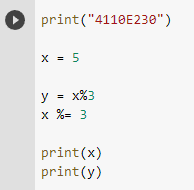 print("4110E230")
x = 5
y = x%3
x %= 3
print(x)
print(y)